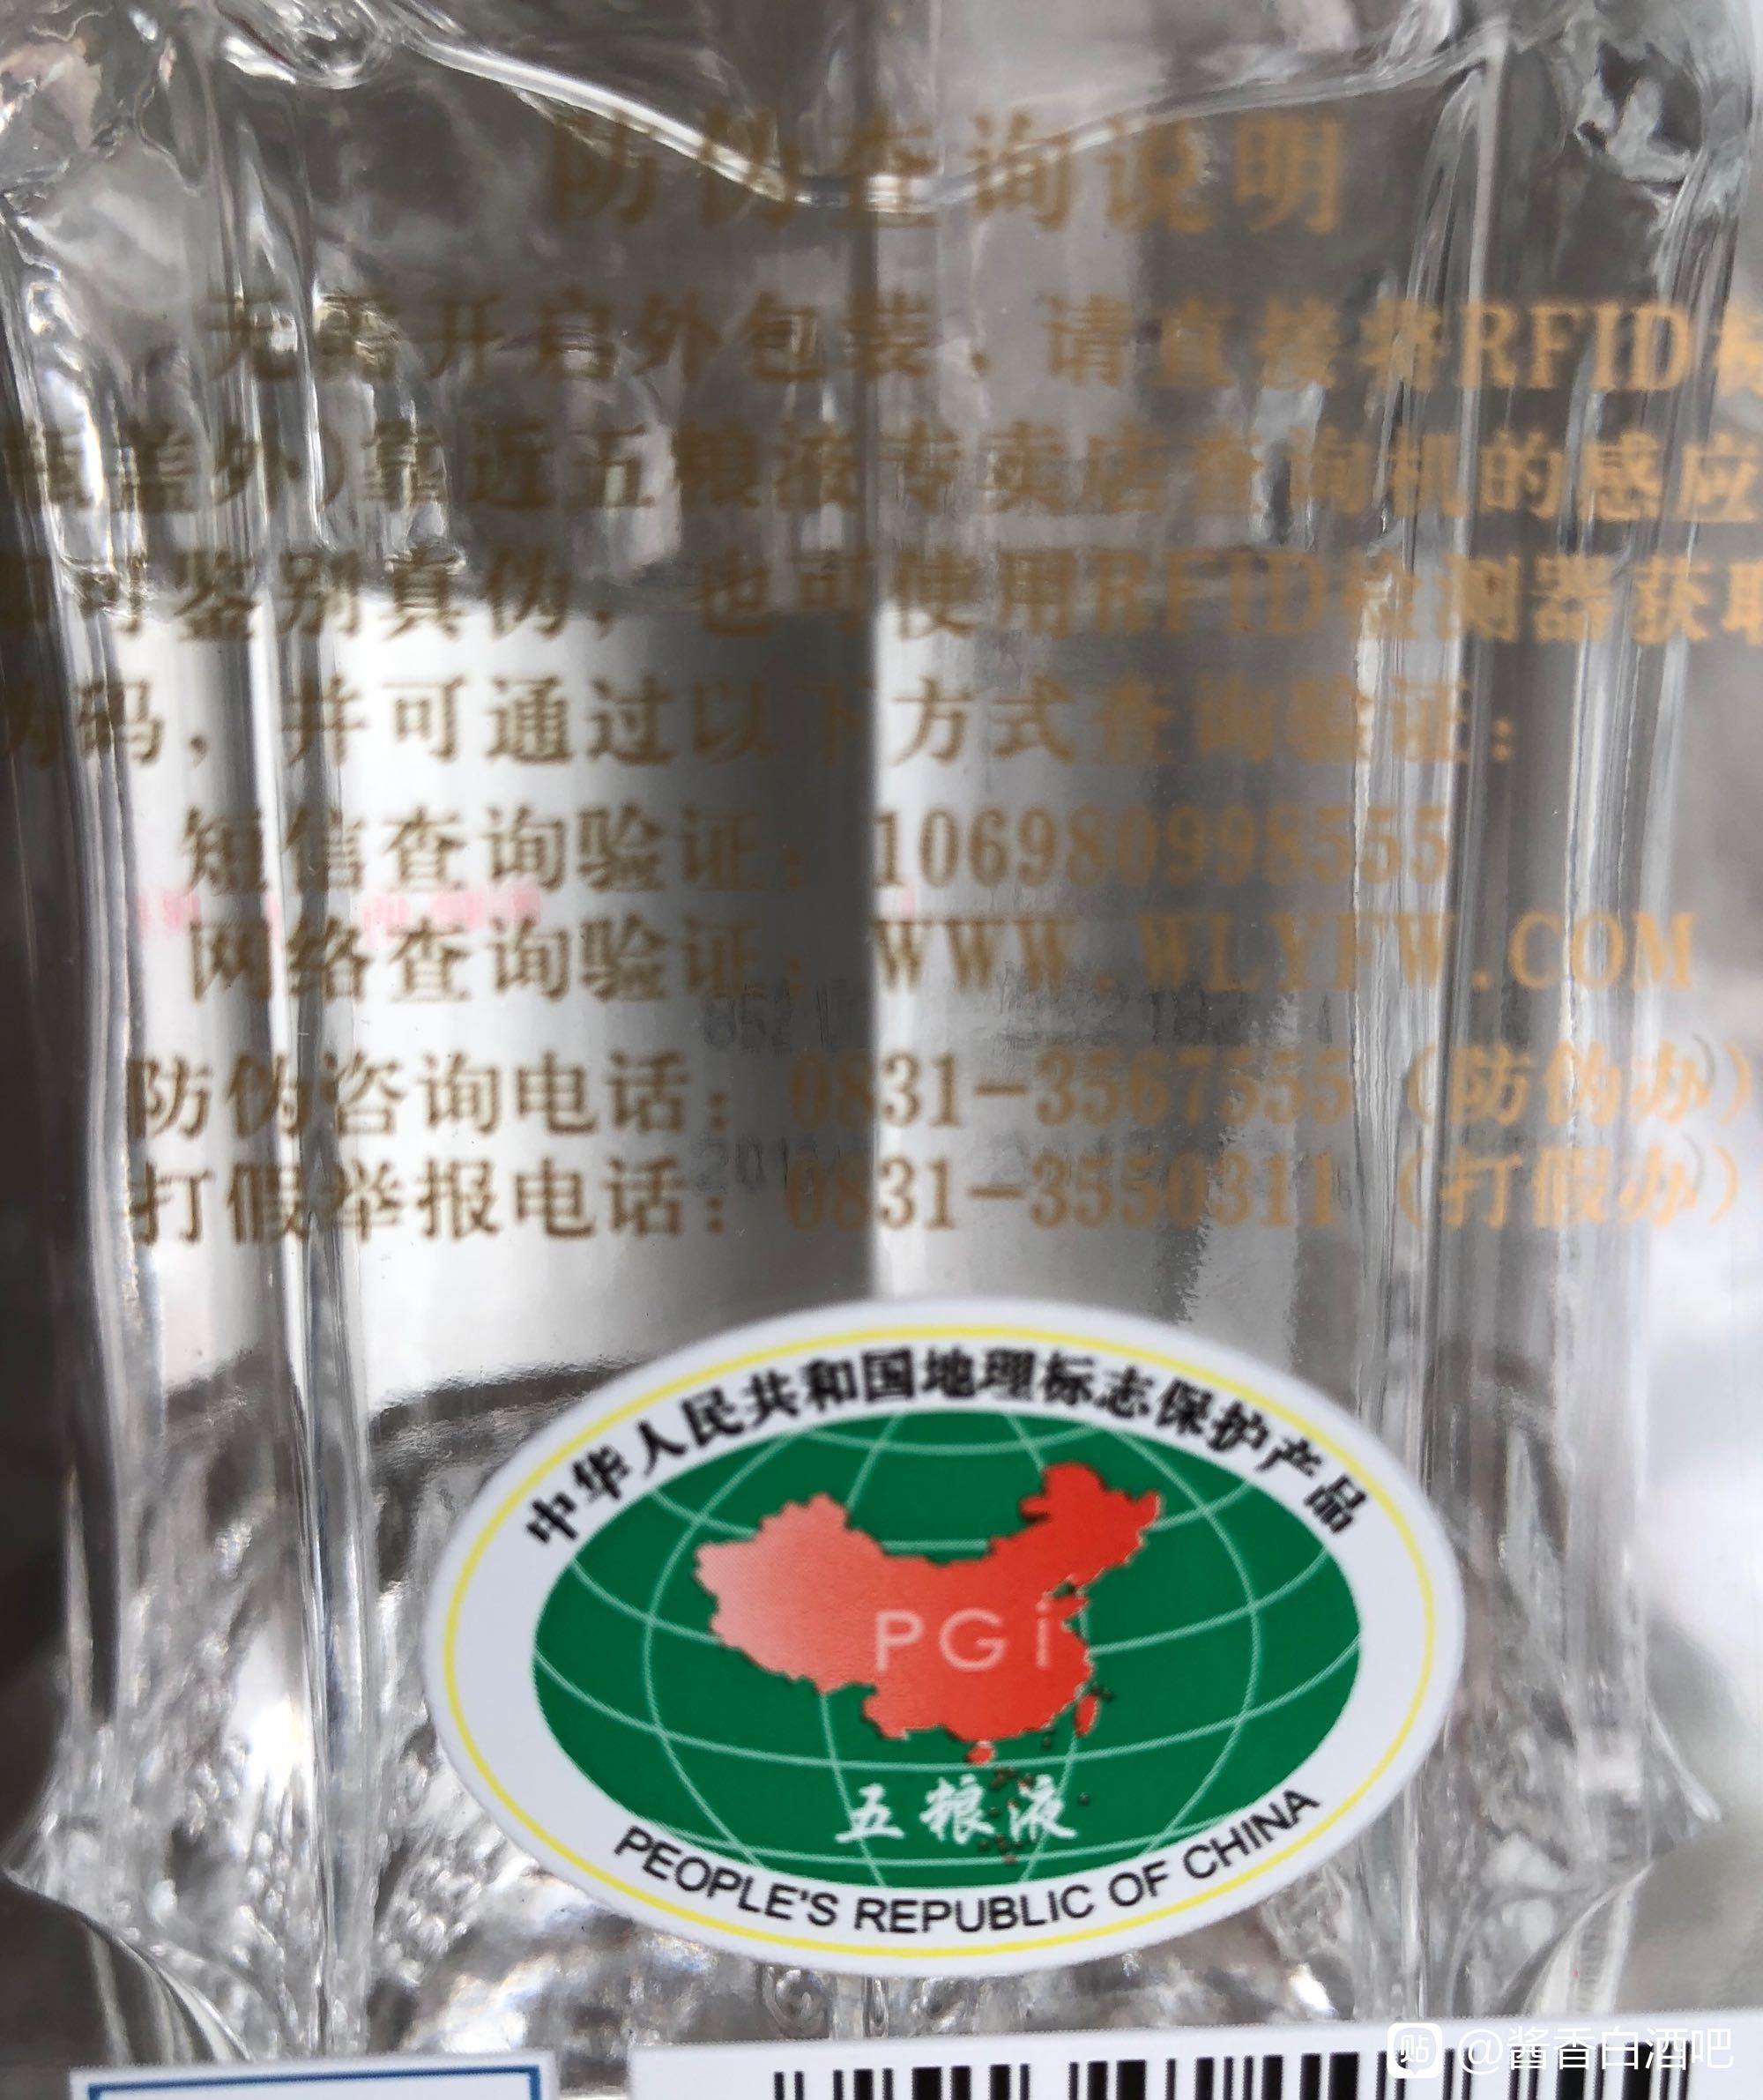 防伪查询说明
无需开启外包装,请直接将RFID
瓶盖外)靠近五粮液专卖店查询机的感应
可鉴别真伪,也可使用RFID检测器获取
伪码,并可通过以下方式查询验证:
短信查询验证:106980998555
网络查询验证:WWW.WLYFW.COM
防伪咨询电话:0831-3567555(防伪办)
打假举报电话:0831-3550311(打假办)
中华人民共和国地理标志保护产品
PGi
五粮液
PEOPLE'S REPUBLIC OF CHINA
贴 @酱香白酒吧